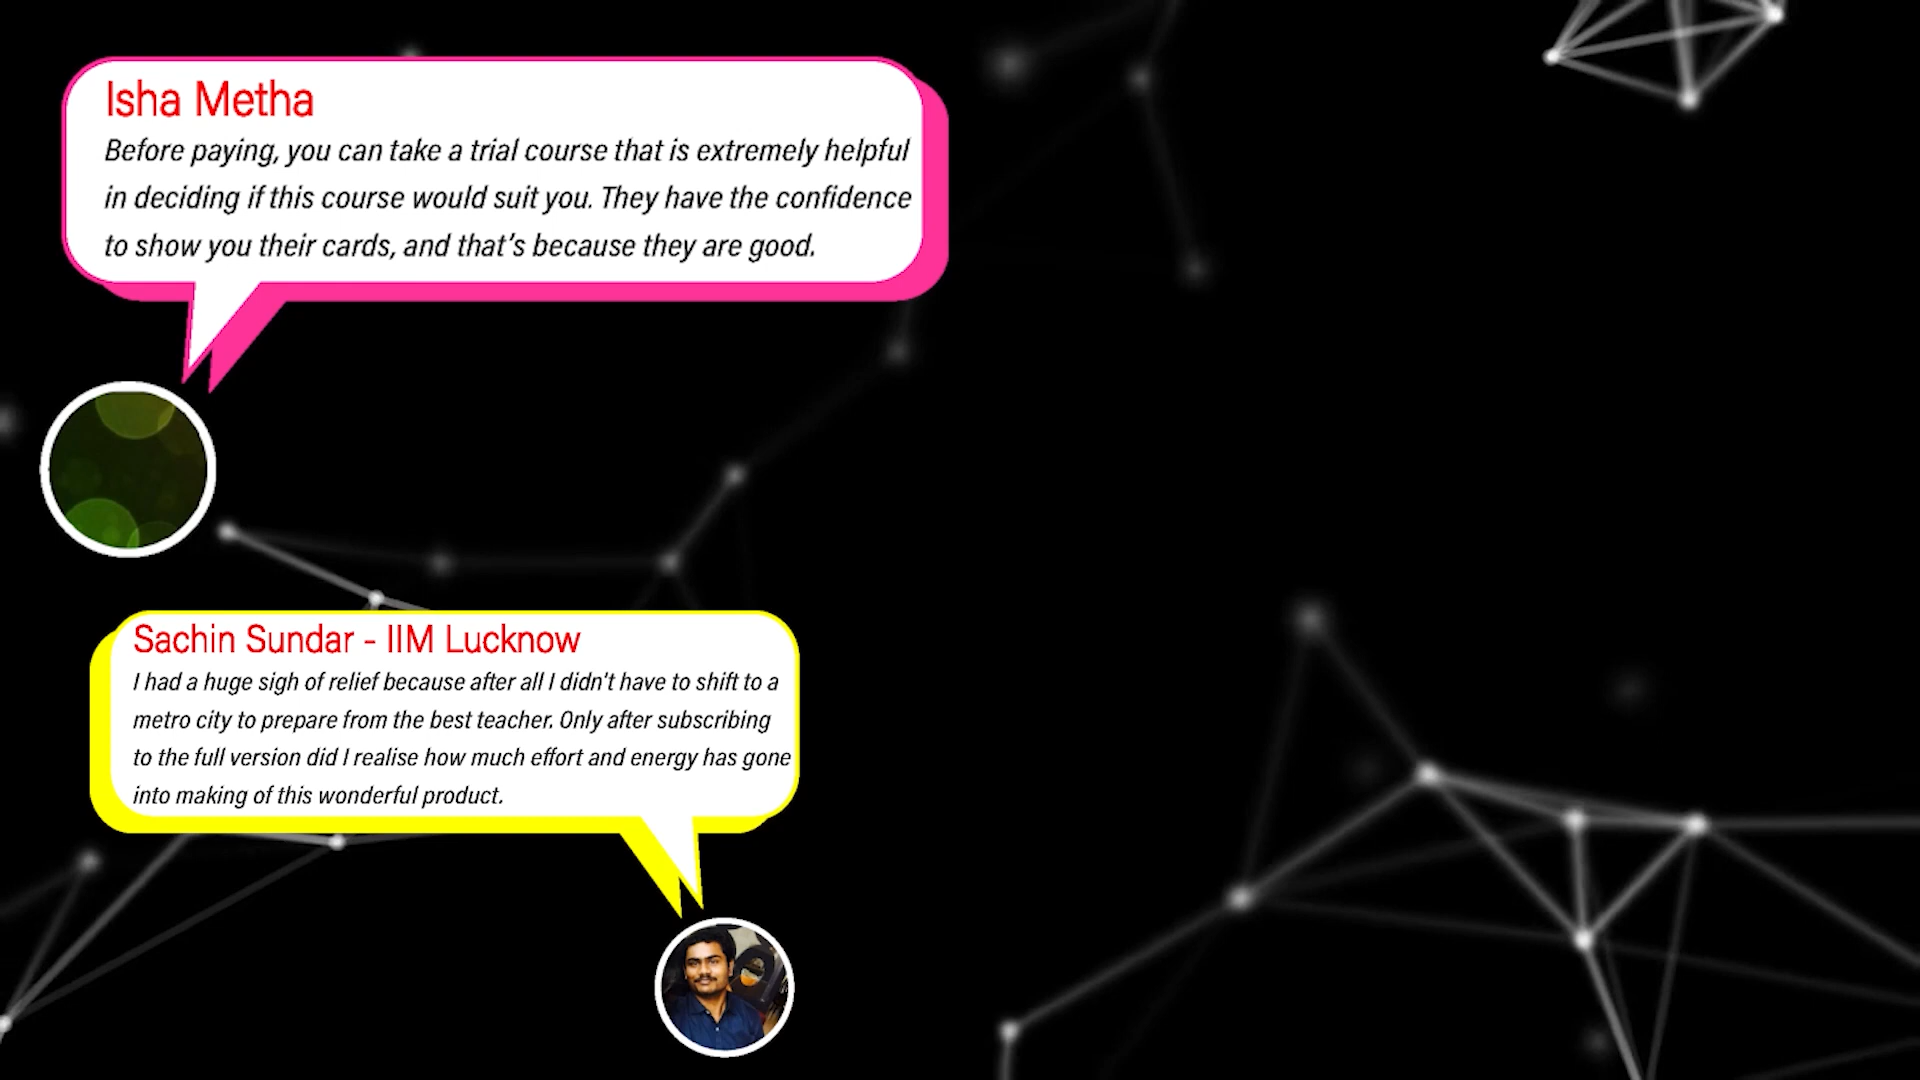 Isha Metha
Before paying, you can take a trial course that is extremely helpful
in deciding if this course would suit you. They have the confidence
to show you their cards, and that's because they are good.
Sachin Sundar - IIM Lucknow
I had a huge sigh of relief because after all I didn't have to shift to a
metro city to prepare from the best teacher. Only after subscribing
to the full version did I realise how much effort and energy has gone
into making of this wonderful product.